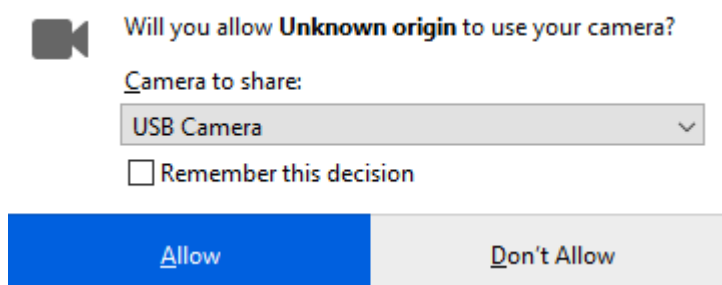 Will you allow Unknown origin to use your camera?
Camera to share:
USB Camera
Remember this decision
Allow
Don't Allow